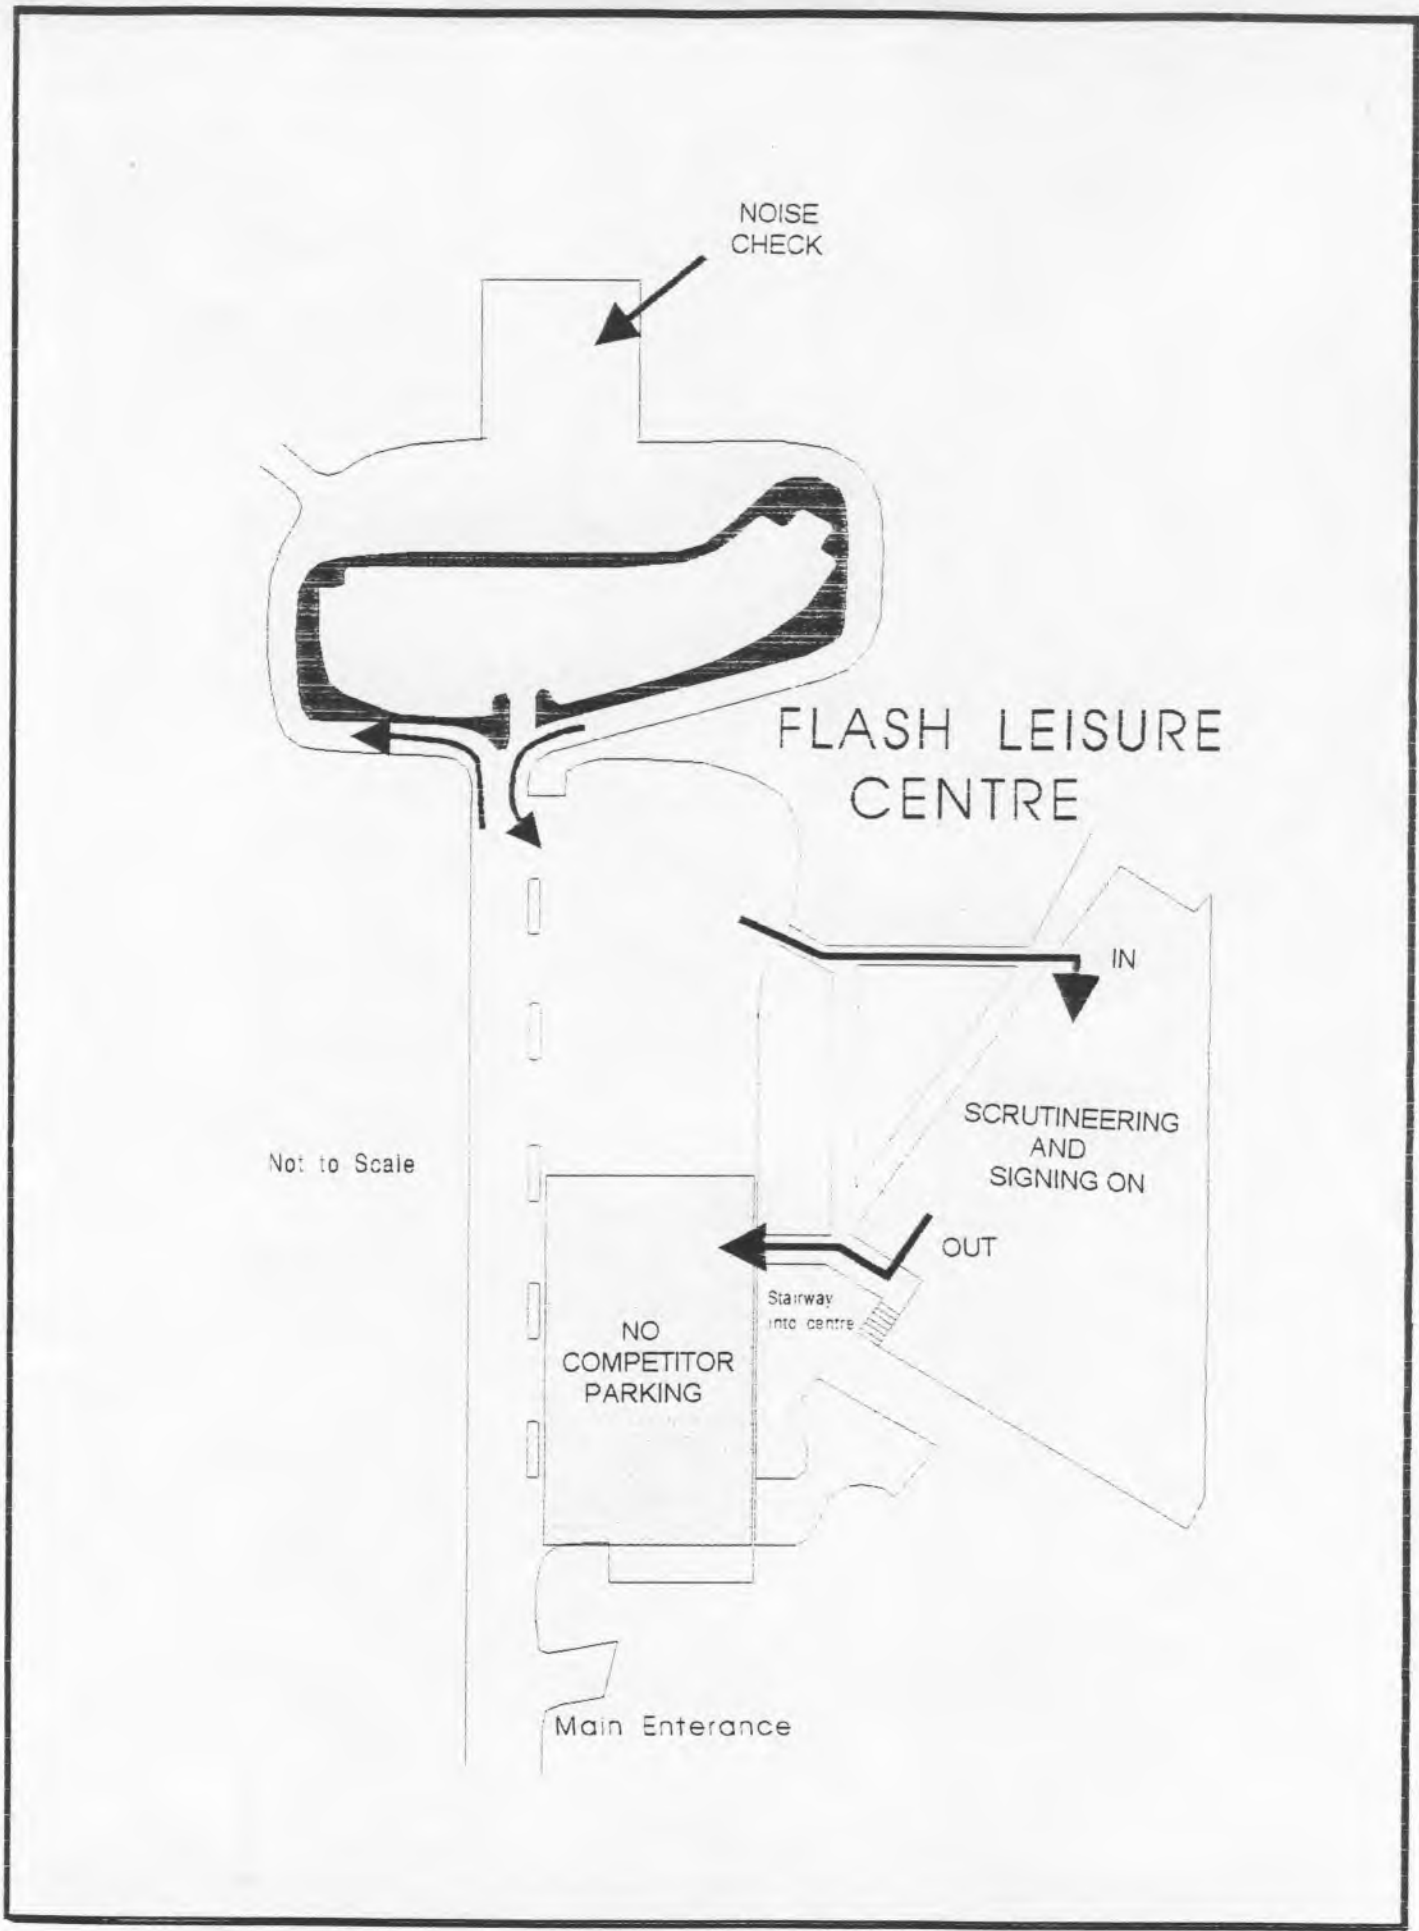 NOISE
CHECK
FLASH LEISURE
CENTRE
IN
SCRUTINEERING
AND
SIGNING ON
Not to Scale
OUT
Stairway
into centre
NO
COMPETITOR
PARKING
Main Enterance